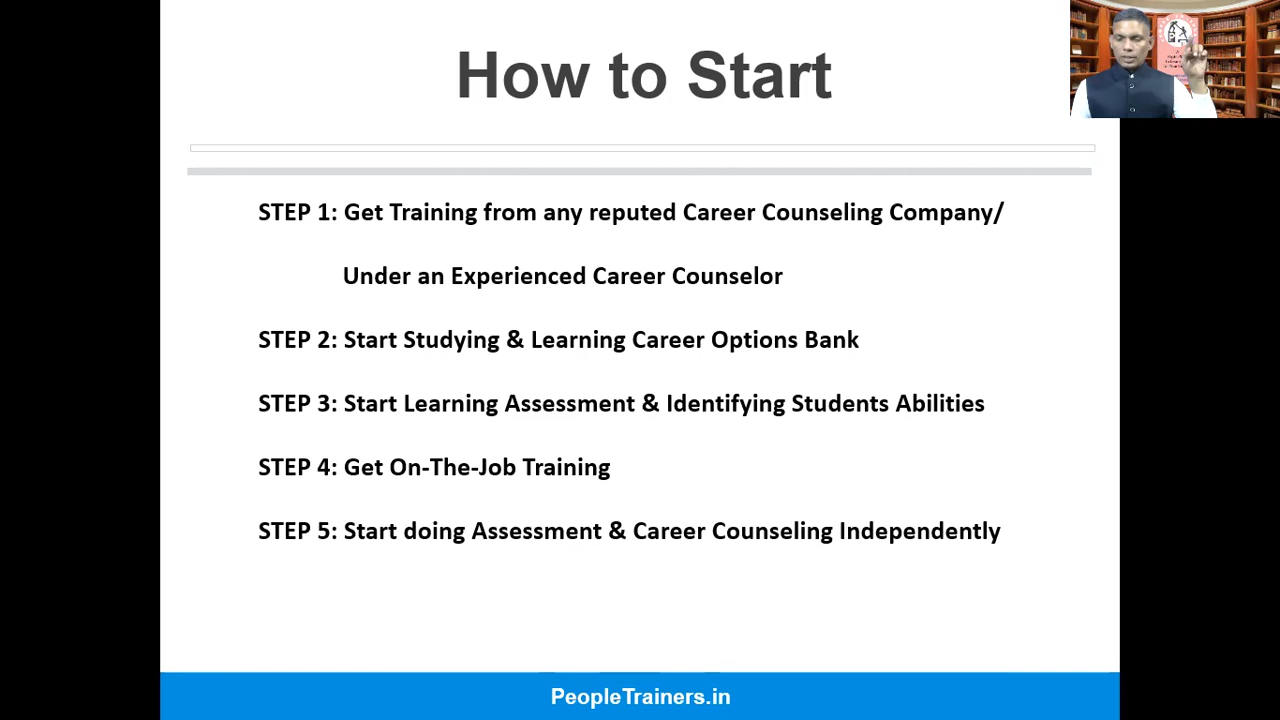 How to Start
STEP 1: Get Training from any reputed Career Counseling Company/
Under an Experienced Career Counselor
STEP 2: Start Studying & Learning Career Options Bank
STEP 3: Start Learning Assessment & Identifying Students Abilities
STEP 4: Get On-The-Job Training
STEP 5: Start doing Assessment & Career Counseling Independently
PeopleTrainers.in